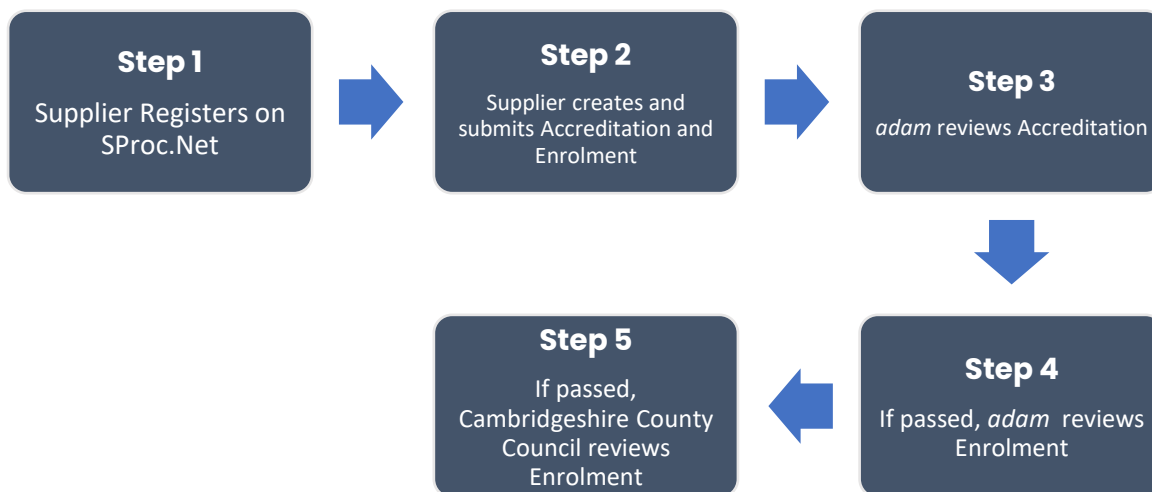 Step 1
Supplier Registers on
SProc.Net
Step 2
Supplier creates and
submits Accreditation and
Enrolment
Step 3
adam reviews Accreditation
Step 4
If passed, adam reviews
Enrolment
Step 5
If passed,
Cambridgeshire County
Council reviews
Enrolment